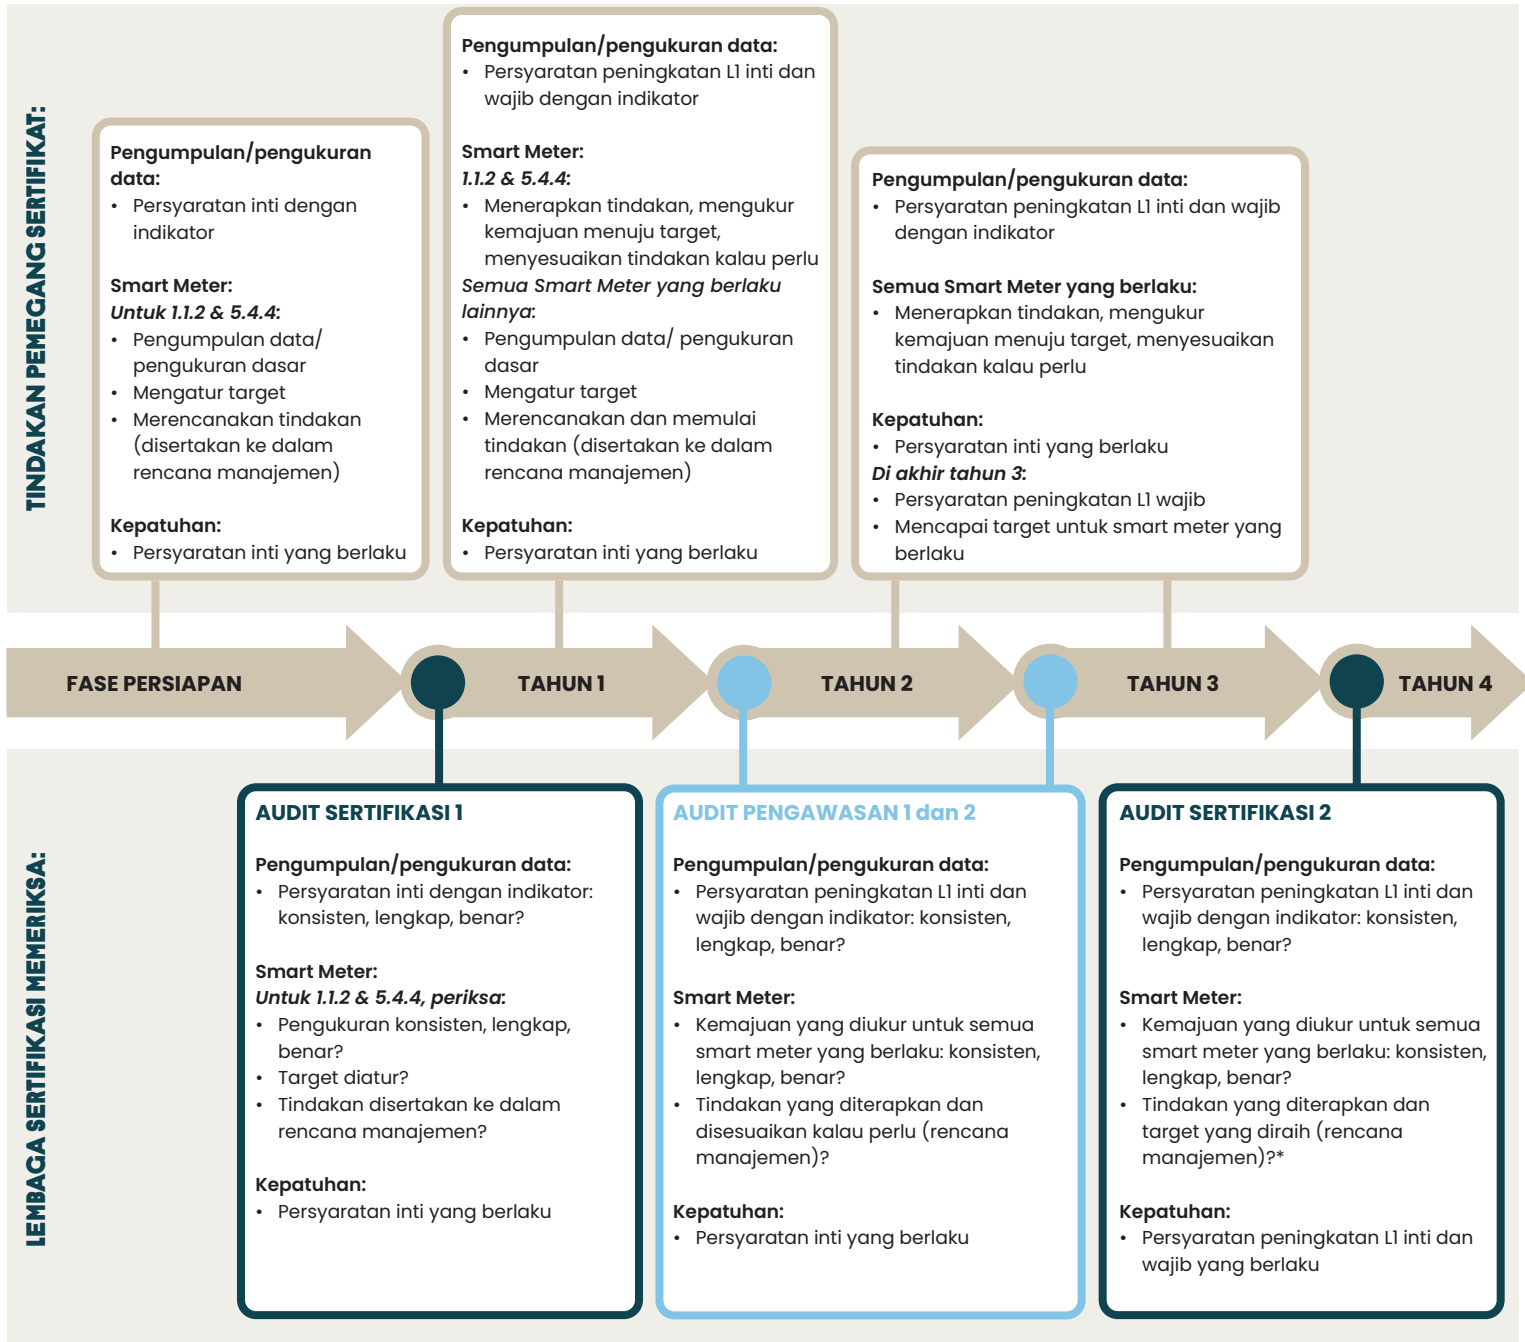 TINDAKAN PEMEGANG SERTIFIKAT:
Pengumpulan/pengukuran
data:
• Persyaratan inti dengan
indikator
Smart Meter:
Untuk 1.1.2 & 5.4.4:
• Pengumpulan data/
pengukuran dasar
• Mengatur target
• Merencanakan tindakan
(disertakan ke dalam
rencana manajemen)
Kepatuhan:
• Persyaratan inti yang berlaku
Pengumpulan/pengukuran data:
• Persyaratan peningkatan L1 inti dan
wajib dengan indikator
Smart Meter:
1.1.2 & 5.4.4:
• Menerapkan tindakan, mengukur
kemajuan menuju target,
menyesuaikan tindakan kalau perlu
Semua Smart Meter yang berlaku
lainnya:
• Pengumpulan data/ pengukuran
dasar
• Mengatur target
• Merencanakan dan memulai
tindakan (disertakan ke dalam
rencana manajemen)
Kepatuhan:
• Persyaratan inti yang berlaku
Pengumpulan/pengukuran data:
• Persyaratan peningkatan L1 inti dan wajib
dengan indikator
Semua Smart Meter yang berlaku:
• Menerapkan tindakan, mengukur
kemajuan menuju target, menyesuaikan
tindakan kalau perlu
Kepatuhan:
• Persyaratan inti yang berlaku
Di akhir tahun 3:
• Persyaratan peningkatan L1 wajib
• Mencapai target untuk smart meter yang
berlaku
FASE PERSIAPAN
TAHUN 1
TAHUN 2
TAHUN 3
TAHUN 4
LEMBAGA SERTIFIKASI MEMERIKSA:
AUDIT SERTIFIKASI 1
Pengumpulan/pengukuran data:
• Persyaratan inti dengan indikator:
konsisten, lengkap, benar?
Smart Meter:
Untuk 1.1.2 & 5.4.4, periksa:
• Pengukuran konsisten, lengkap,
benar?
• Target diatur?
• Tindakan disertakan ke dalam
rencana manajemen?
Kepatuhan:
• Persyaratan inti yang berlaku
AUDIT PENGAWASAN 1 dan 2
Pengumpulan/pengukuran data:
• Persyaratan peningkatan L1 inti dan
wajib dengan indikator: konsisten,
lengkap, benar?
Smart Meter:
• Kemajuan yang diukur untuk semua
smart meter yang berlaku: konsisten,
lengkap, benar?
• Tindakan yang diterapkan dan
disesuaikan kalau perlu (rencana
manajemen)?
Kepatuhan:
• Persyaratan inti yang berlaku
AUDIT SERTIFIKASI 2
Pengumpulan/pengukuran data:
• Persyaratan peningkatan L1 inti dan
wajib dengan indikator: konsisten,
lengkap, benar?
Smart Meter:
• Kemajuan yang diukur untuk semua
smart meter yang berlaku: konsisten,
lengkap, benar?
• Tindakan yang diterapkan dan
target yang diraih (rencana
manajemen)?*
Kepatuhan:
• Persyaratan peningkatan L1 inti dan
wajib yang berlaku